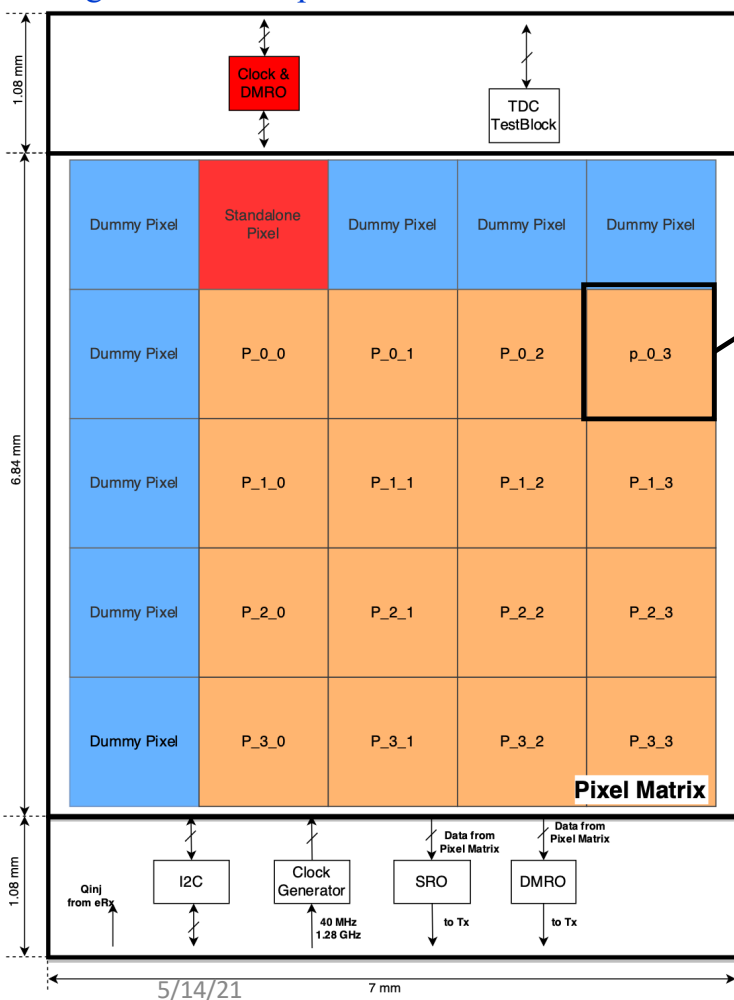 1.08 mm
Clock &
DMRO
TDC
TestBlock
6.84 mm
Dummy Pixel
Standalone
Pixel
Dummy Pixel
Dummy Pixel
Dummy Pixel
Dummy Pixel
P_0_0
P_0_1
P_0_2
p_0_3
Dummy Pixel
P_1_0
P_1_1
P_1_2
P_1_3
Dummy Pixel
P_2_0
P_2_1
P_2_2
P_2_3
Dummy Pixel
P_3_0
P_3_1
P_3_2
P_3_3
Pixel Matrix
1.08 mm
Qinj
from eRx
I2C
Clock
Generator
40 MHz
1.28 GHz
Data from
Pixel Matrix
SRO
to Tx
Data from
Pixel Matrix
DMRO
to Tx
5/14/21
7 mm